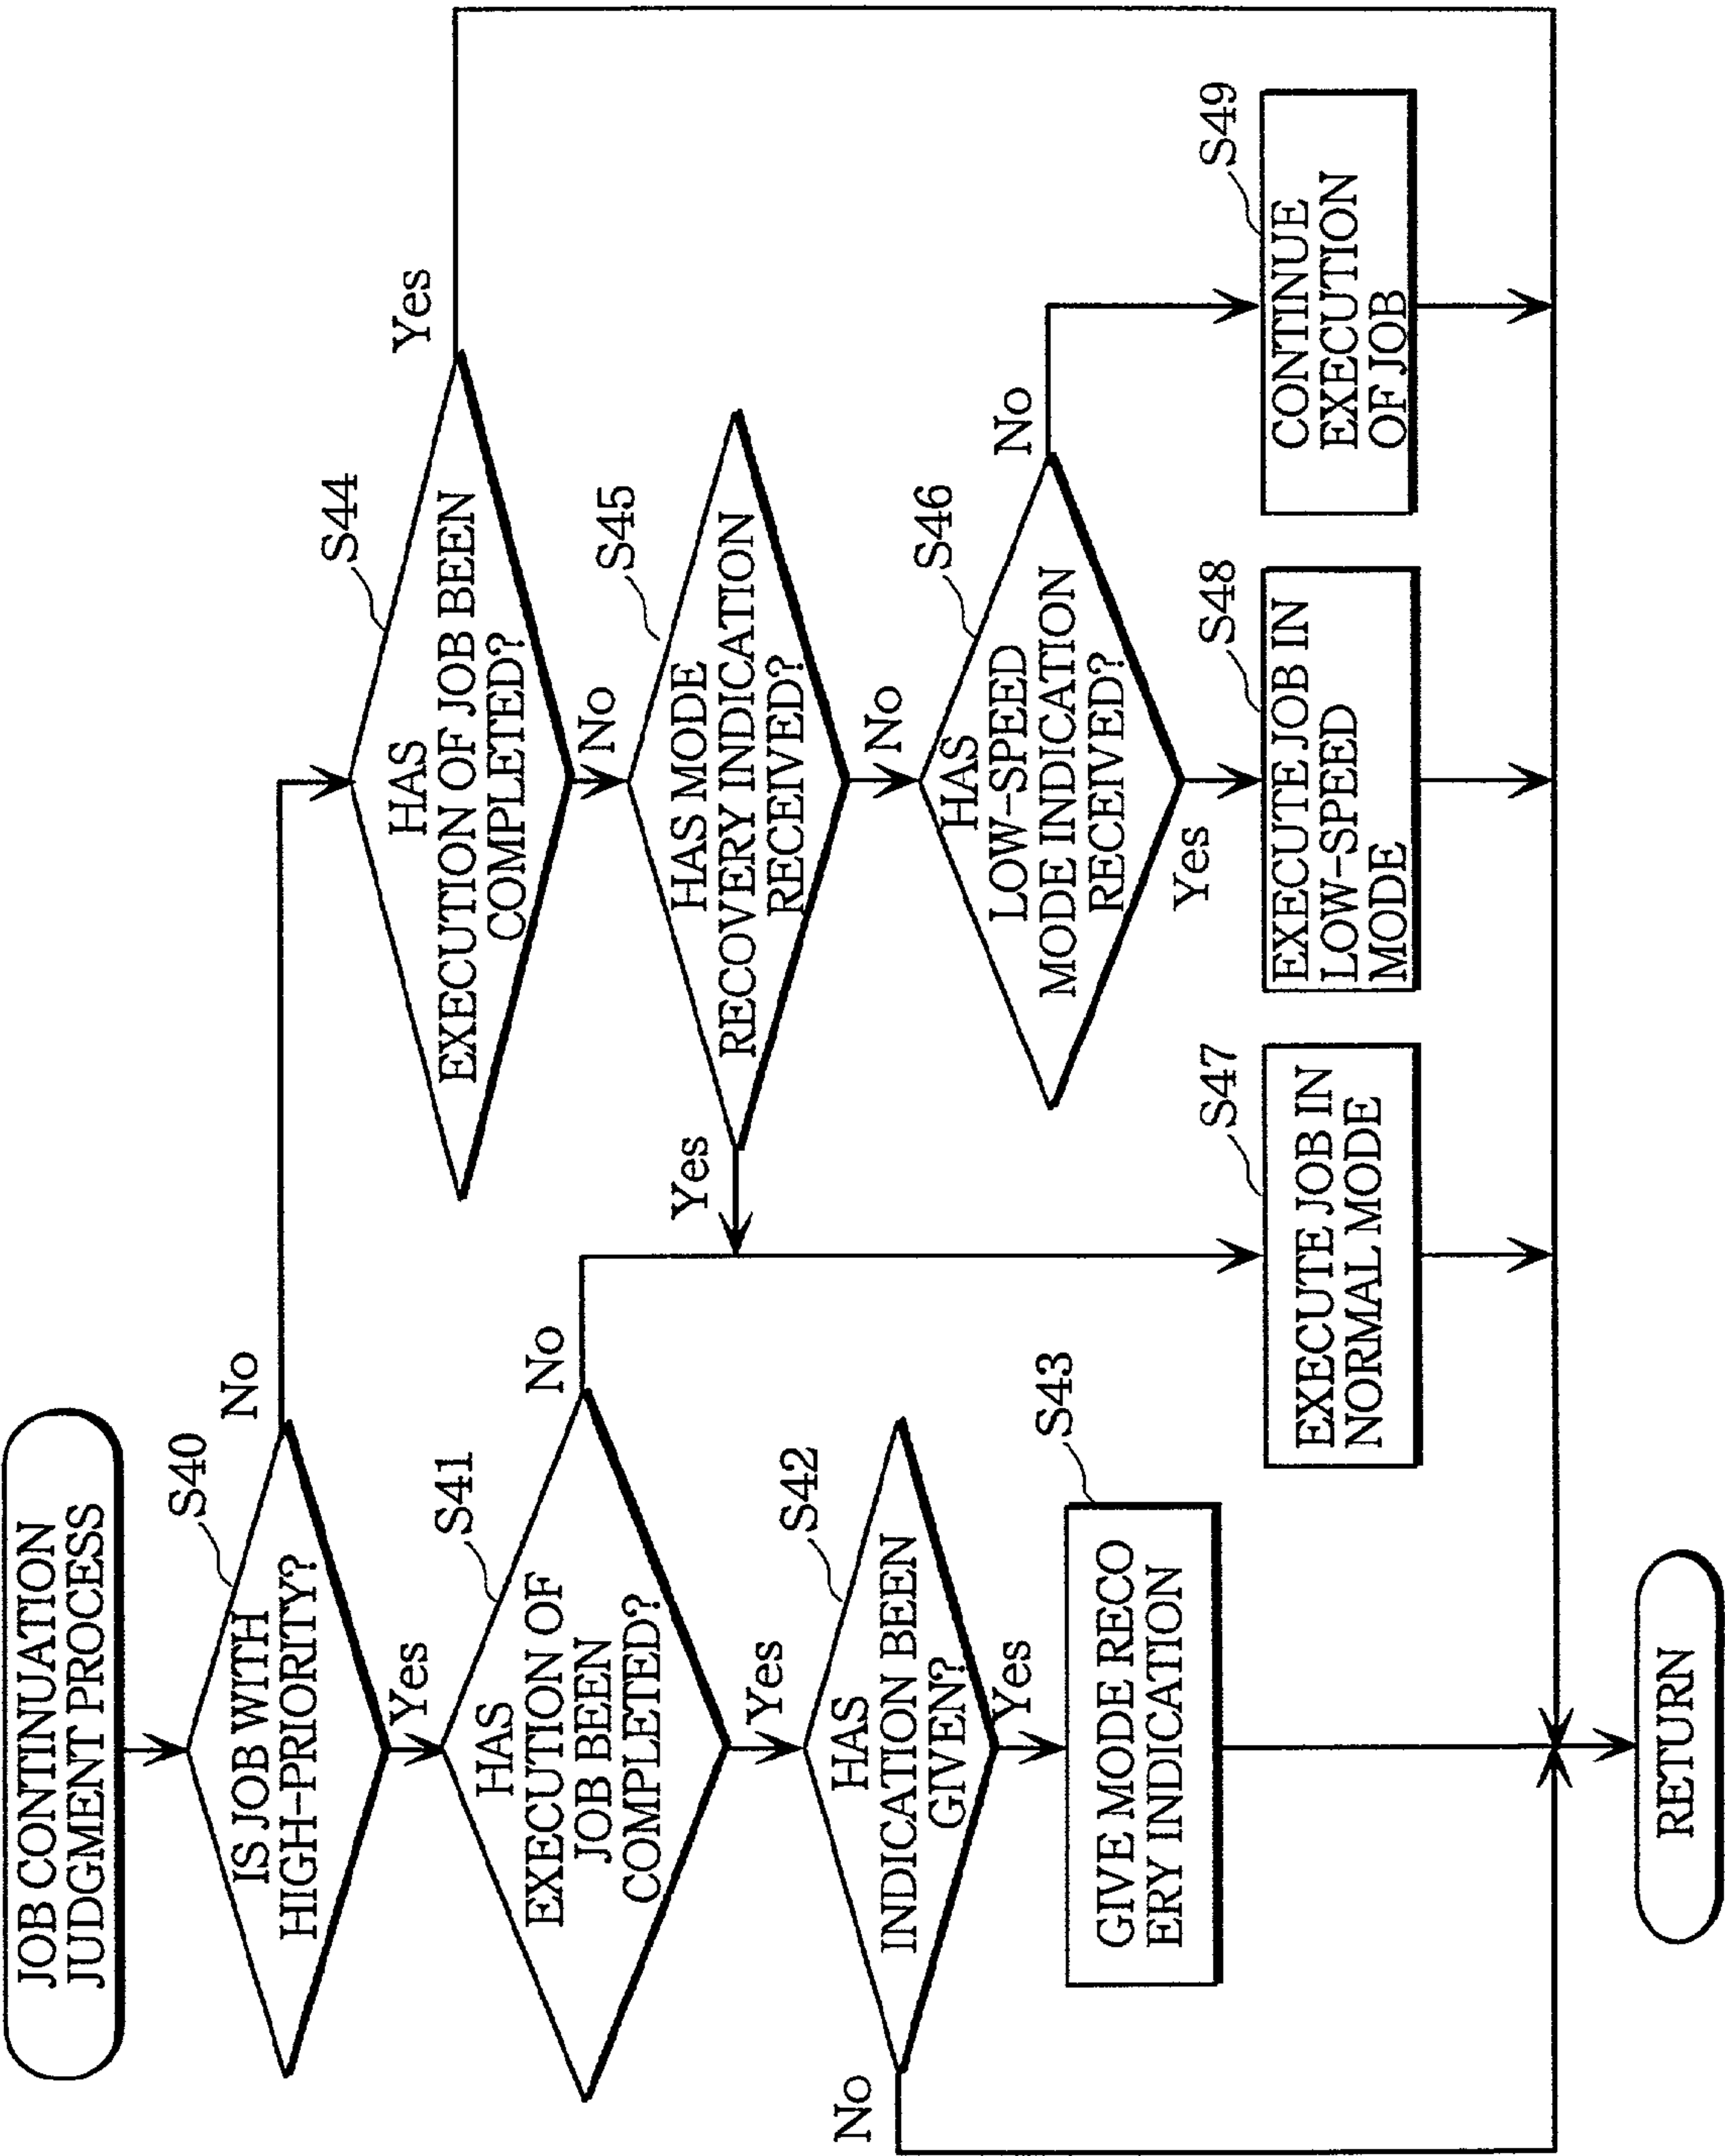 JOB CONTINUATION
JUDGMENT PROCESS
S40
IS JOB WITH
HIGH-PRIORITY?
No
Yes
S41
HAS
EXECUTION OF
JOB BEEN
COMPLETED?
No
Yes
S42
HAS
INDICATION BEEN
GIVEN?
No
Yes
S43
GIVE MODE RECO
ERY INDICATION
S44
HAS
EXECUTION OF JOB BEEN
COMPLETED?
Yes
No
S45
HAS MODE
RECOVERY INDICATION
RECEIVED?
Yes
No
S46
HAS
LOW-SPEED
MODE INDICATION
RECEIVED?
No
Yes
S47
EXECUTE JOB IN
NORMAL MODE
S48
EXECUTE JOB IN
LOW-SPEED
MODE
S49
CONTINUE
EXECUTION
OF JOB
RETURN